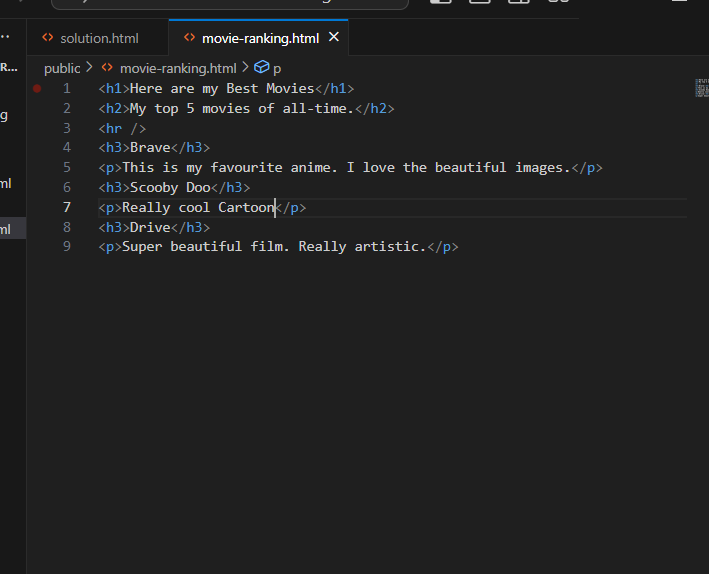 solution.html
movie-ranking.html
R...
public > movie-ranking.html > p
1 <h1>Here are my Best Movies</h1>
2 <h2>My top 5 movies of all-time.</h2>
3 <hr />
4 <h3>Brave</h3>
5 <p>This is my favourite anime. I love the beautiful images.</p>
6 <h3>Scooby Doo</h3>
7 <p>Really cool Cartoon</p>
8 <h3>Drive</h3>
9 <p>Super beautiful film. Really artistic.</p>
g
ml
ml